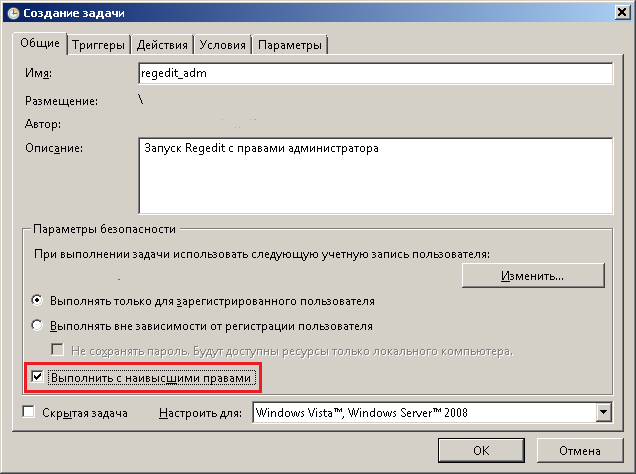 Создание задачи
Общие Триггеры Действия Условия Параметры
Имя: regedit_adm
Размещение: \
Автор:
Описание: Запуск Regedit с правами администратора
Параметры безопасности
При выполнении задачи использовать следующую учетную запись пользователя:
Изменить...
Выполнять только для зарегистрированного пользователя
Выполнять вне зависимости от регистрации пользователя
Не сохранять пароль. Будут доступны ресурсы только локального компьютера.
Выполнить с наивысшими правами
Скрытая задача Настроить для: Windows Vista™, Windows Server™ 2008
OK Отмена